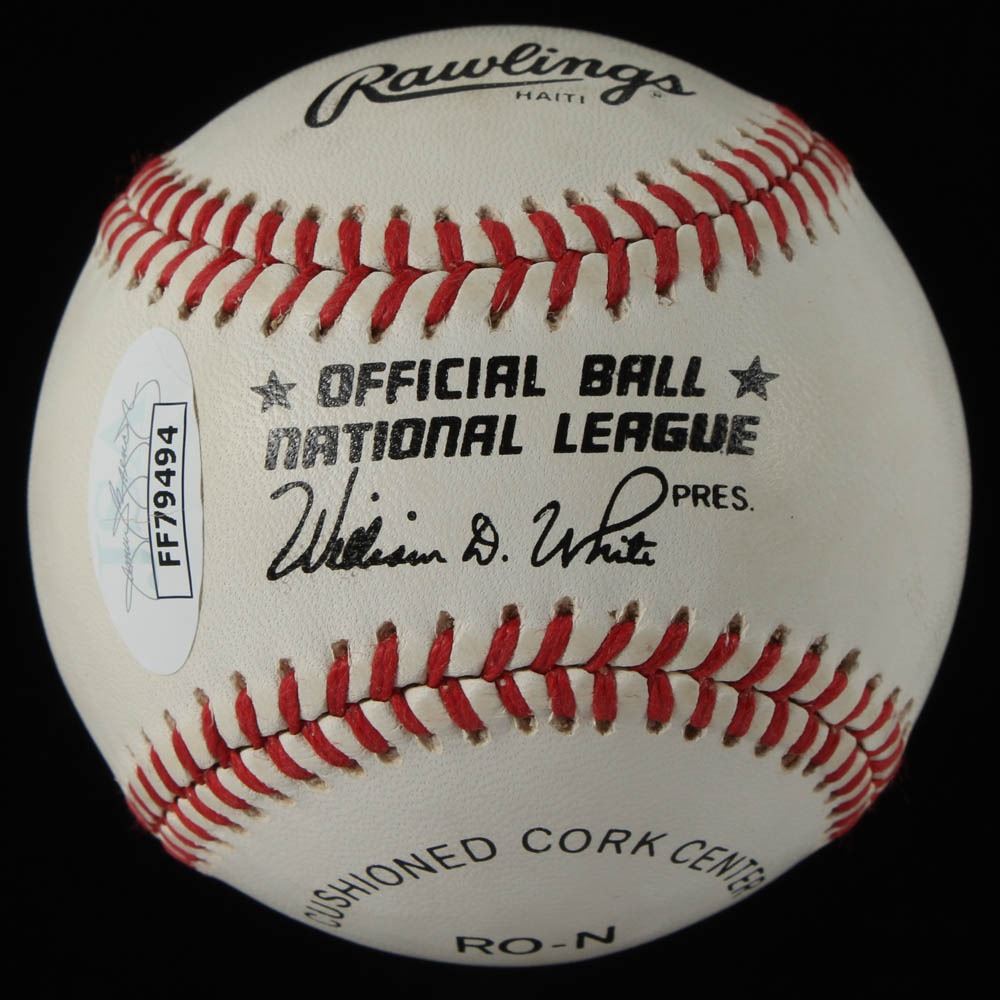 Rawlings
HAITI
OFFICIAL BALL
NATIONAL LEAGUE
William D. White PRES.
FF79494
CUSHIONED CORK CENTER
RO-N